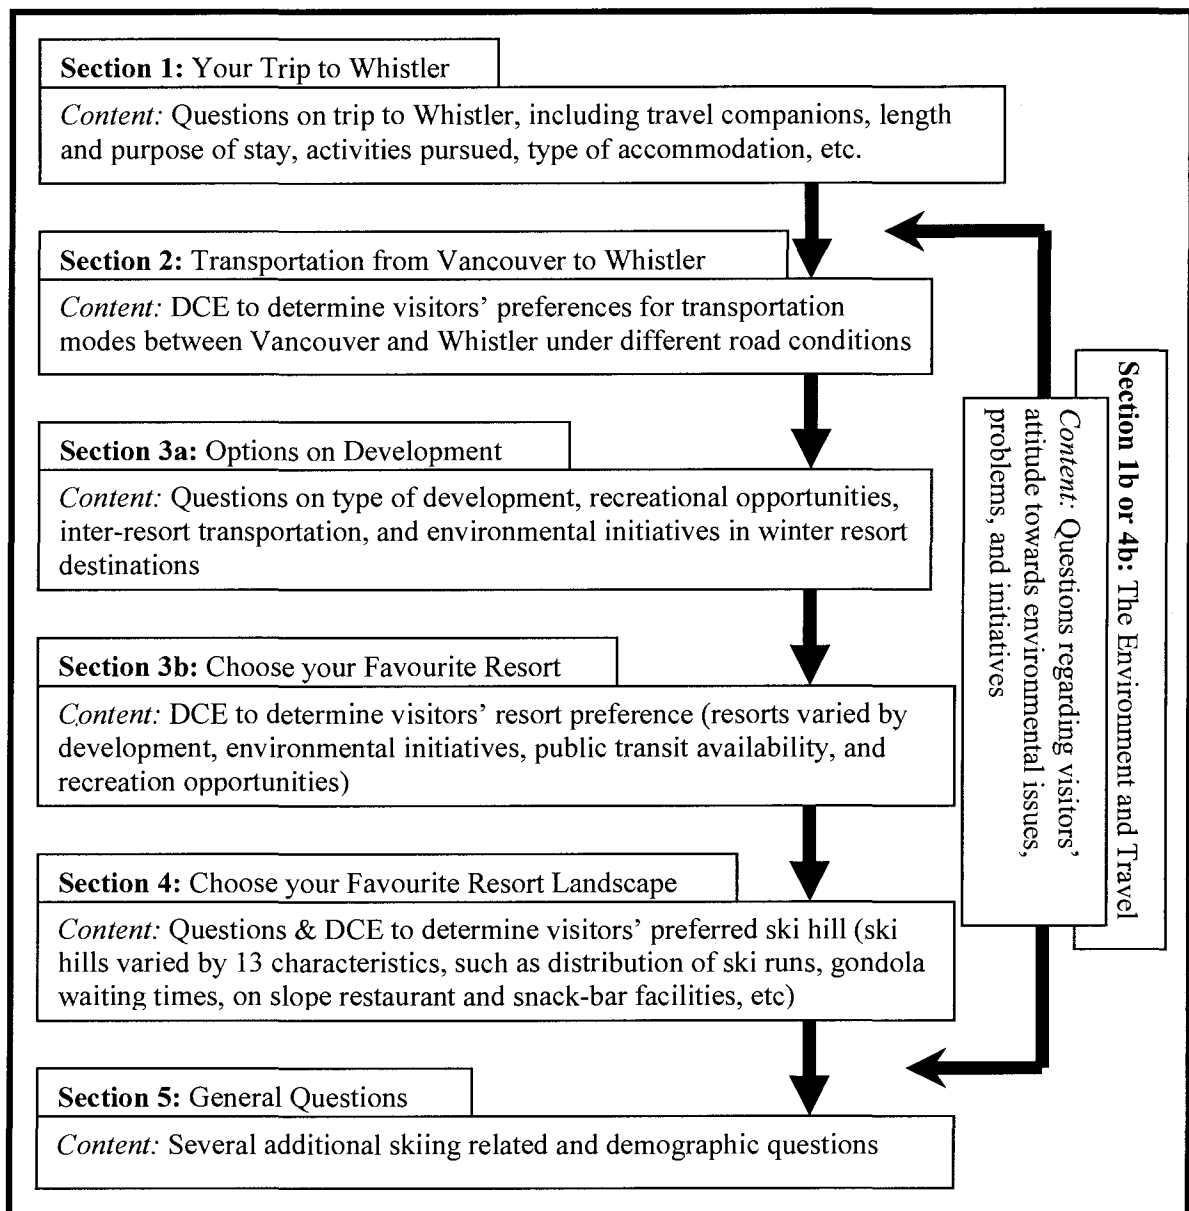 Section 1: Your Trip to Whistler
Content: Questions on trip to Whistler, including travel companions, length
and purpose of stay, activities pursued, type of accommodation, etc.
Section 2: Transportation from Vancouver to Whistler
Content: DCE to determine visitors' preferences for transportation
modes between Vancouver and Whistler under different road conditions
Section 3a: Options on Development
Content: Questions on type of development, recreational opportunities,
inter-resort transportation, and environmental initiatives in winter resort
destinations
Section 3b: Choose your Favourite Resort
Content: DCE to determine visitors' resort preference (resorts varied by
development, environmental initiatives, public transit availability, and
recreation opportunities)
Section 4: Choose your Favourite Resort Landscape
Content: Questions & DCE to determine visitors' preferred ski hill (ski
hills varied by 13 characteristics, such as distribution of ski runs, gondola
waiting times, on slope restaurant and snack-bar facilities, etc)
Section 5: General Questions
Content: Several additional skiing related and demographic questions
Section 1b or 4b: The Environment and Travel
Content: Questions regarding visitors'
attitude towards environmental issues,
problems, and initiatives